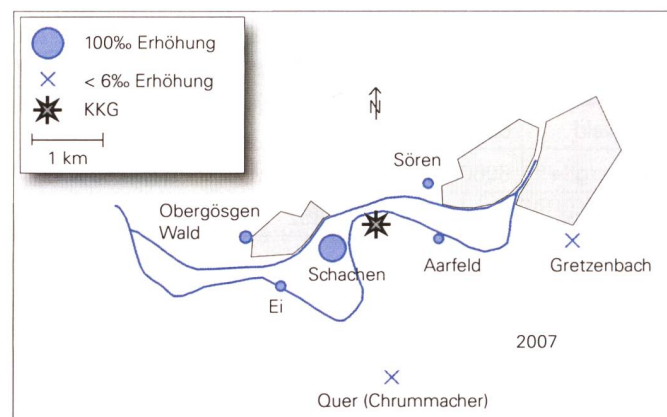 100‰ Erhöhung
< 6‰ Erhöhung
KKG
1 km
N
Sören
Obergösgen
Wald
Schachen
Aarfeld
Gretzenbach
Ei
2007
Quer (Chrummacher)